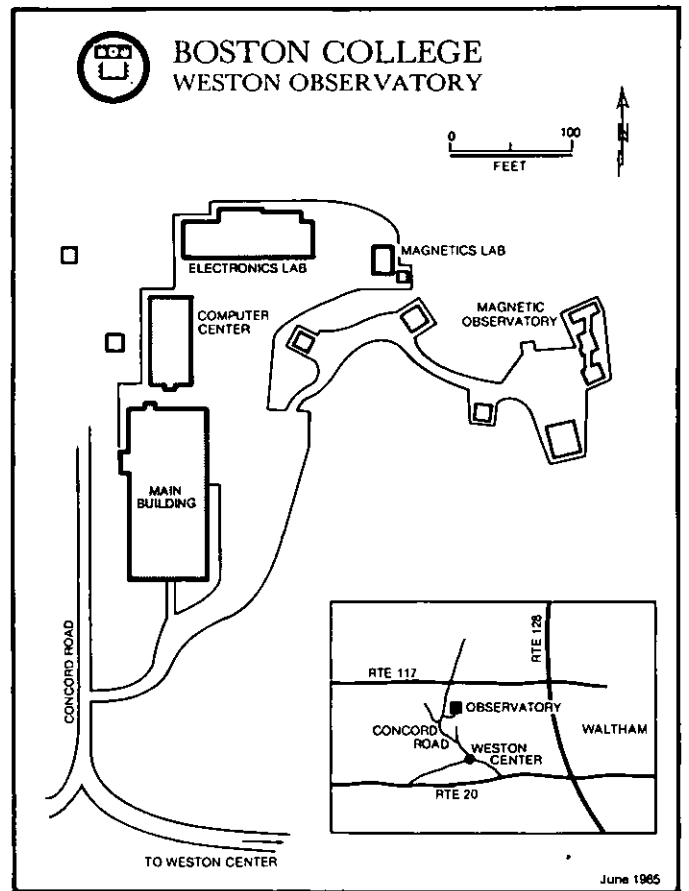 BOSTON COLLEGE
WESTON OBSERVATORY
0 100
FEET
N
MAGNETICS LAB
ELECTRONICS LAB
COMPUTER
CENTER
MAGNETIC
OBSERVATORY
MAIN
BUILDING
CONCORD ROAD
RTE 128
RTE 117
OBSERVATORY
CONCORD
ROAD
WALTHAM
WESTON
CENTER
RTE 20
TO WESTON CENTER
June 1985